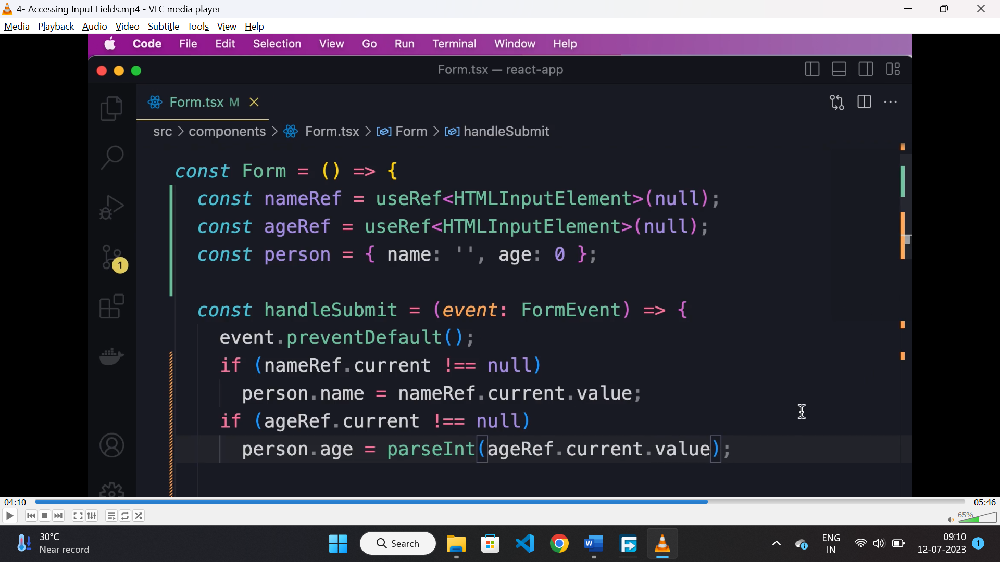 4- Accessing Input Fields.mp4 - VLC media player
Media Playback Audio Video Subtitle Tools View Help
Code File Edit Selection View Go Run Terminal Window Help
Form.tsx — react-app
Form.tsx M
src > components > Form.tsx > Form > handleSubmit
const Form = () => {
const nameRef = useRef<HTMLInputElement>(null);
const ageRef = useRef<HTMLInputElement>(null);
const person = { name: '', age: 0 };
1
const handleSubmit = (event: FormEvent) => {
event.preventDefault();
if (nameRef.current !== null)
person.name = nameRef.current.value;
if (ageRef.current !== null)
person.age = parseInt(ageRef.current.value);
04:10 05:46
65%
30°C
Near record
Search
W
ENG
IN
09:10
12-07-2023
1